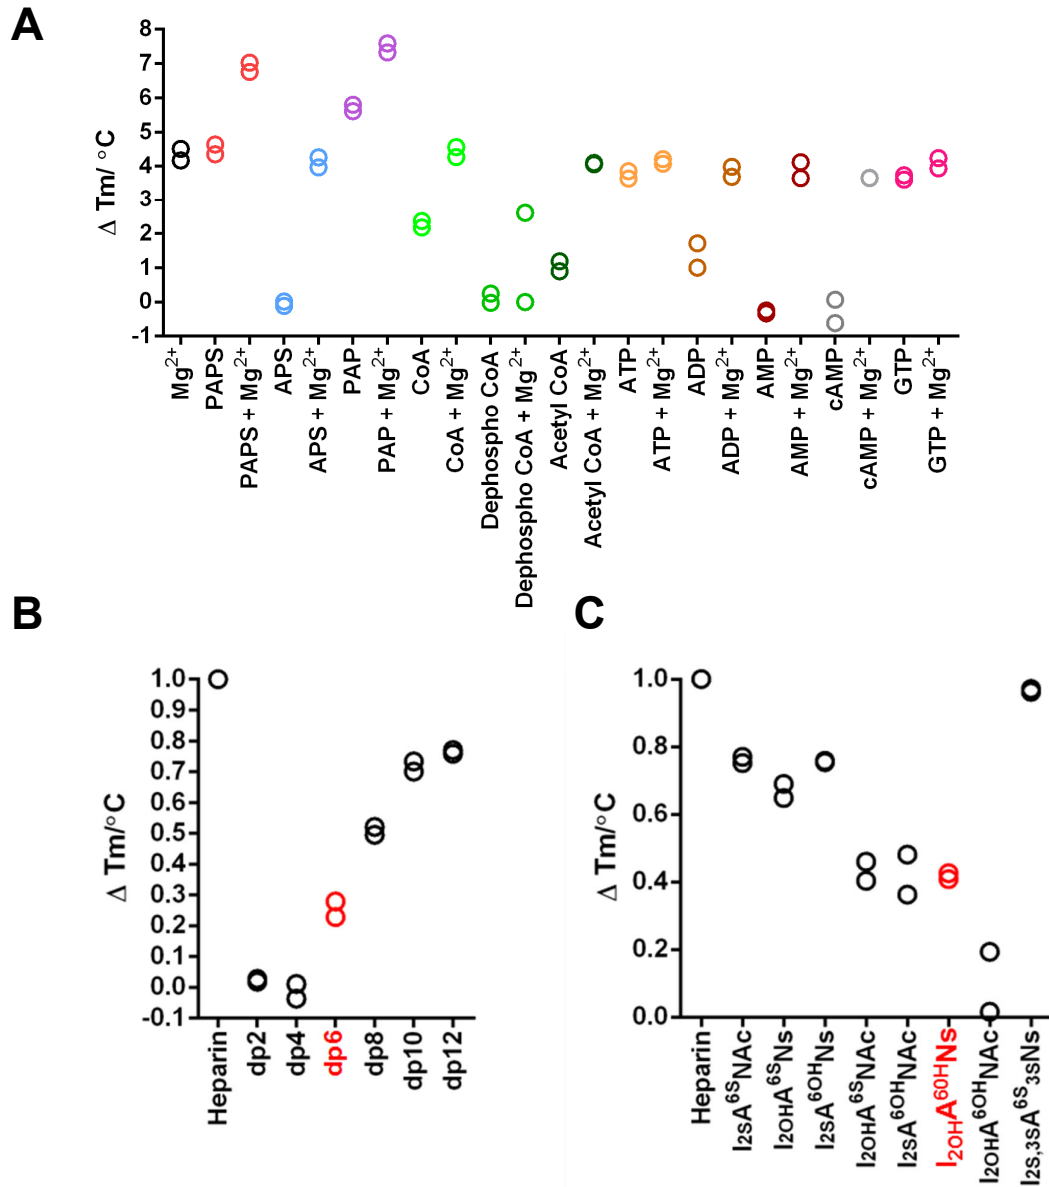 A
Δ Tm/ °C
8
7
6
5
4
3
2
1
0
-1
Mg²⁺
PAPS
PAPS + Mg²⁺
APS
APS + Mg²⁺
PAP
PAP + Mg²⁺
CoA
CoA + Mg²⁺
Dephospho CoA
Dephospho CoA + Mg²⁺
Acetyl CoA
Acetyl CoA + Mg²⁺
ATP
ATP + Mg²⁺
ADP
ADP + Mg²⁺
AMP
AMP + Mg²⁺
cAMP
cAMP + Mg²⁺
GTP
GTP + Mg²⁺
B
Δ Tm/°C
1.0
0.9
0.8
0.7
0.6
0.5
0.4
0.3
0.2
0.1
0.0
-0.1
Heparin
dp2
dp4
dp6
dp8
dp10
dp12
C
Δ Tm/°C
1.0
0.8
0.6
0.4
0.2
0.0
Heparin
I₂ₛA⁶ˢNAc
I₂OHA⁶ˢNs
I₂ₛA⁶ᴼᴴNs
I₂OHA⁶ˢNAc
I₂ₛA⁶ᴼᴴNAc
I₂OHA⁶⁰ᴴNs
I₂OHA⁶ᴼᴴNAc
I₂ₛ,₃ₛA⁶ˢ₃ₛNs